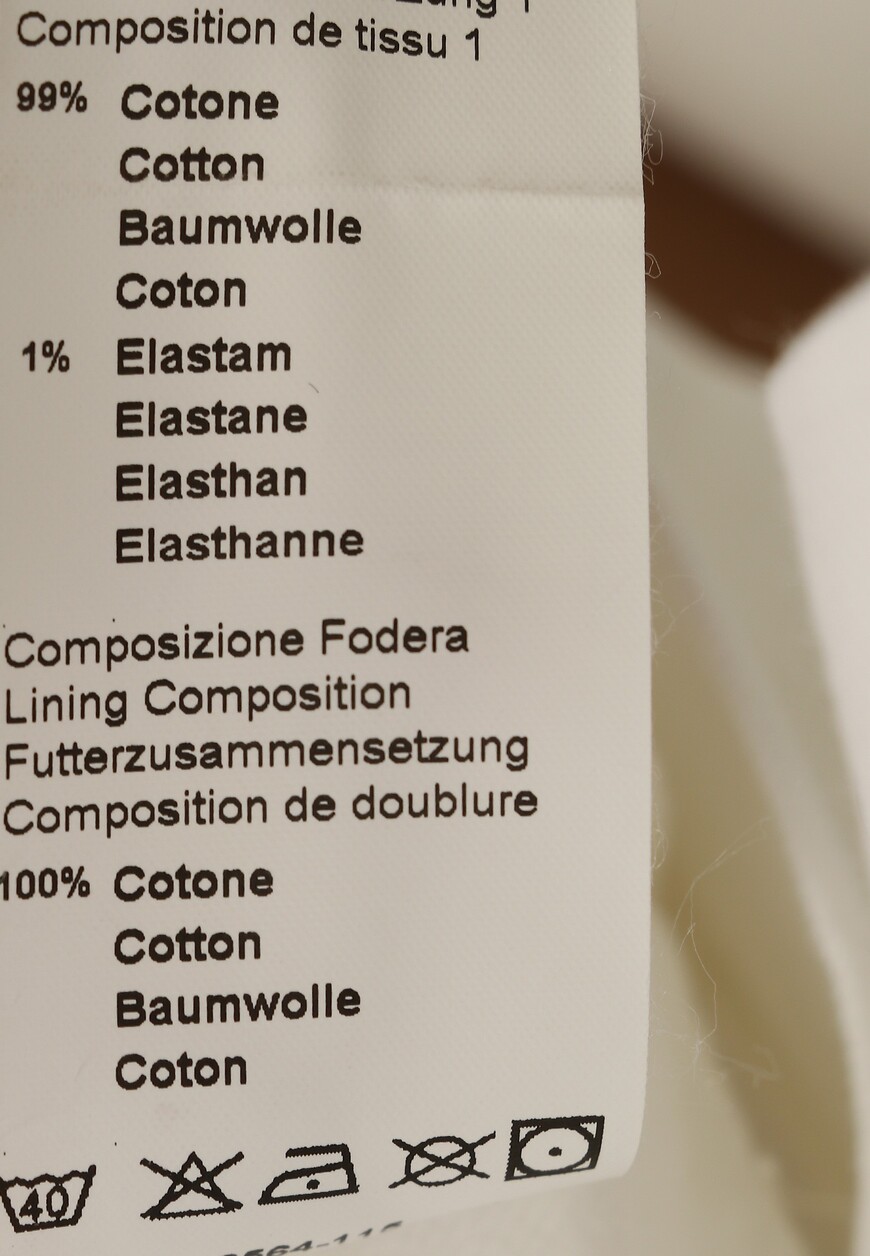 Composition de tissu 1
99% Cotone
Cotton
Baumwolle
Coton
1% Elastam
Elastane
Elasthan
Elasthanne
Composizione Fodera
Lining Composition
Futterzusammensetzung
Composition de doublure
100% Cotone
Cotton
Baumwolle
Coton
40